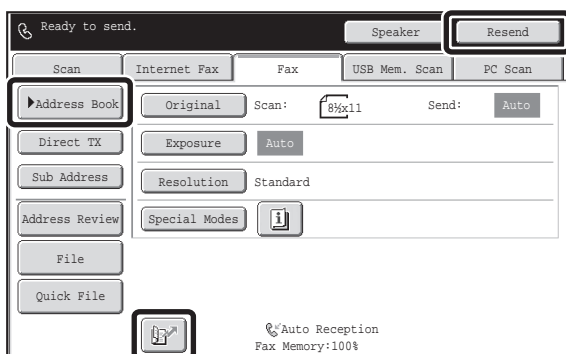 Ready to send.
Speaker
Resend
Scan
Internet Fax
Fax
USB Mem. Scan
PC Scan
Address Book
Original
Scan:
8½x11
Send:
Auto
Direct TX
Exposure
Auto
Sub Address
Resolution
Standard
Address Review
Special Modes
File
Quick File
Auto Reception
Fax Memory:100%